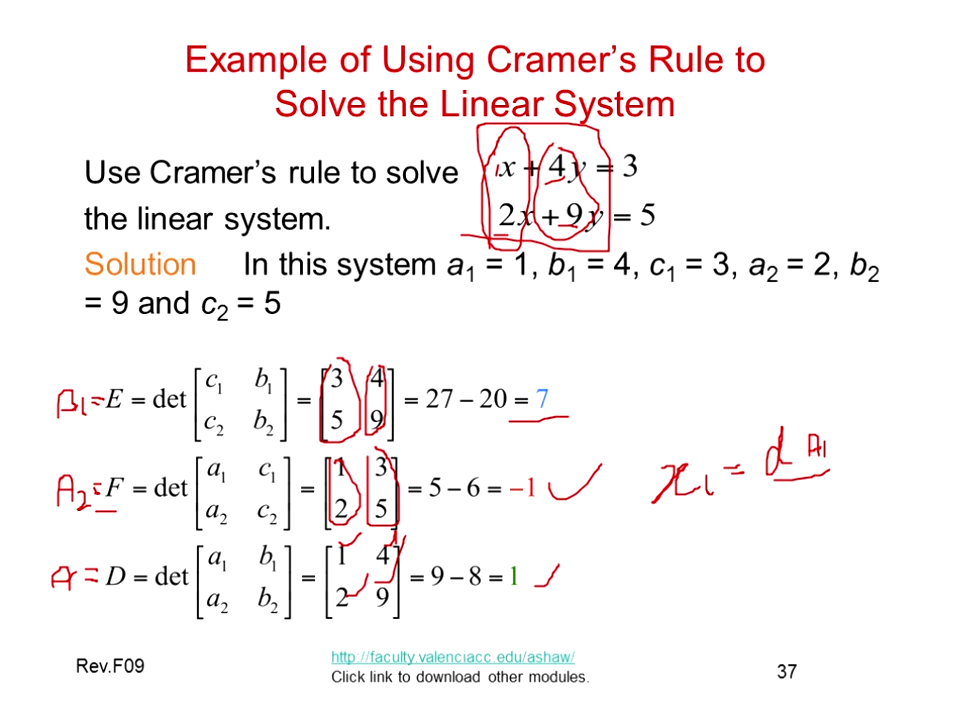 Example of Using Cramer’s Rule to
Solve the Linear System
Use Cramer’s rule to solve x + 4y = 3
the linear system. 2x + 9y = 5
Solution In this system a₁ = 1, b₁ = 4, c₁ = 3, a₂ = 2, b₂
= 9 and c₂ = 5
= E = det [c₁ b₁; c₂ b₂] = [3 4; 5 9] = 27 − 20 = 7
A₂ = F = det [a₁ c₁; a₂ c₂] = [1 3; 2 5] = 5 − 6 = −1
A = D = det [a₁ b₁; a₂ b₂] = [1 4; 2 9] = 9 − 8 = 1
x₁ = d A₁
Rev.F09
http://faculty.valenciacc.edu/ashaw/
Click link to download other modules.
37